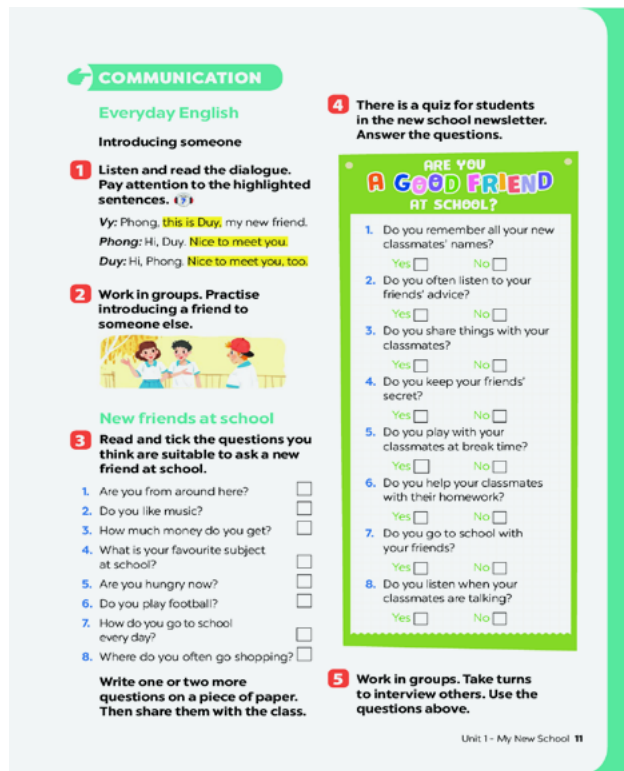 COMMUNICATION
Everyday English
Introducing someone
1 Listen and read the dialogue.
Pay attention to the highlighted
sentences.
Vy: Phong, this is Duy, my new friend.
Phong: Hi, Duy. Nice to meet you.
Duy: Hi, Phong. Nice to meet you, too.
2 Work in groups. Practise
introducing a friend to
someone else.
New friends at school
3 Read and tick the questions you
think are suitable to ask a new
friend at school.
1. Are you from around here?
2. Do you like music?
3. How much money do you get?
4. What is your favourite subject
at school?
5. Are you hungry now?
6. Do you play football?
7. How do you go to school
every day?
8. Where do you often go shopping?
Write one or two more
questions on a piece of paper.
Then share them with the class.
4 There is a quiz for students
in the new school newsletter.
Answer the questions.
ARE YOU
A GOOD FRIEND
AT SCHOOL?
1. Do you remember all your new
classmates' names?
Yes No
2. Do you often listen to your
friends' advice?
Yes No
3. Do you share things with your
classmates?
Yes No
4. Do you keep your friends'
secret?
Yes No
5. Do you play with your
classmates at break time?
Yes No
6. Do you help your classmates
with their homework?
Yes No
7. Do you go to school with
your friends?
Yes No
8. Do you listen when your
classmates are talking?
Yes No
5 Work in groups. Take turns
to interview others. Use the
questions above.
Unit 1 - My New School 11